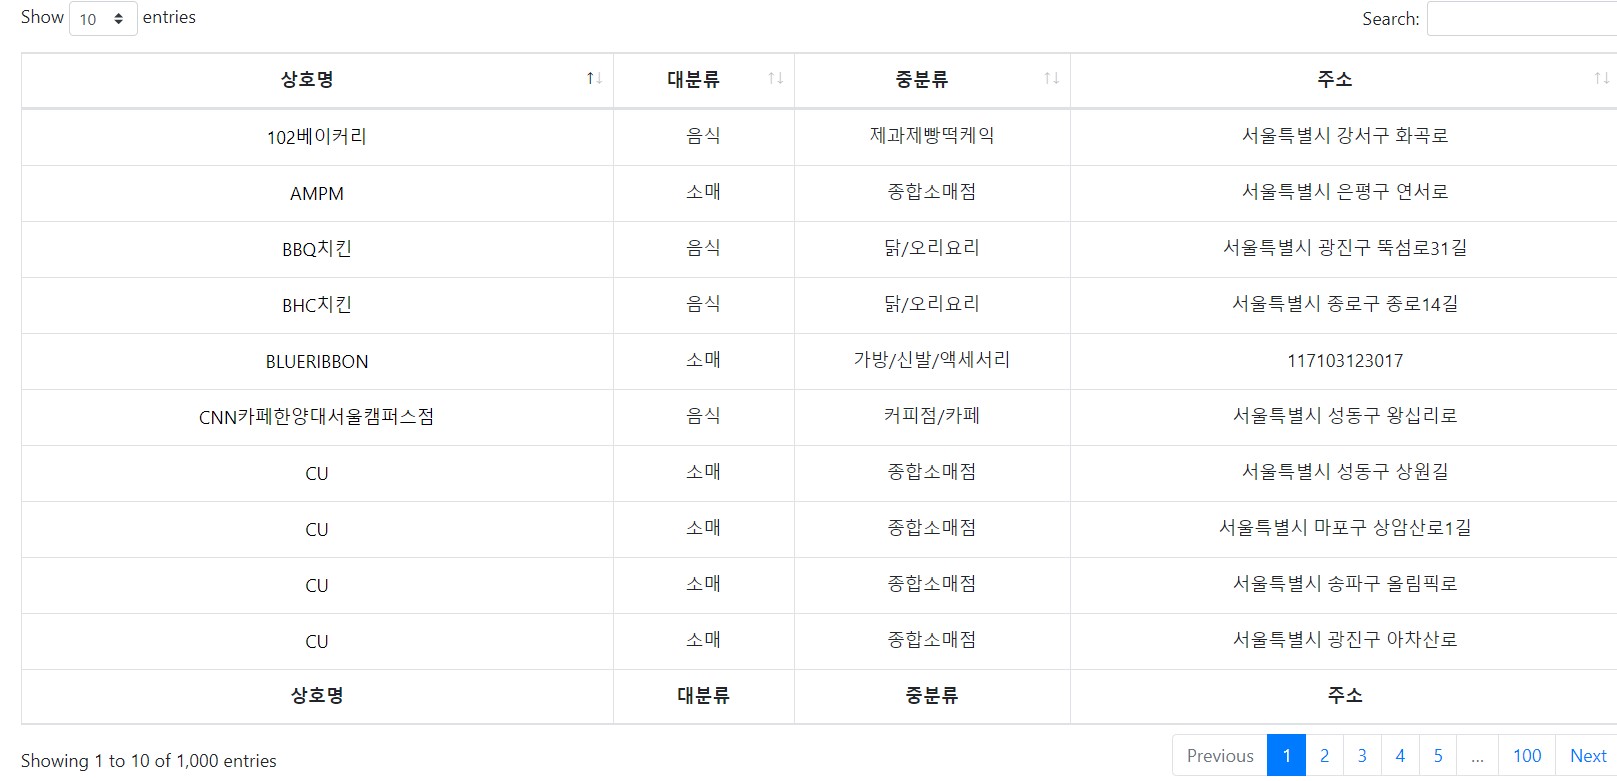 Show 10 entries Search:
상호명 대분류 중분류 주소
102베이커리 음식 제과제빵떡케익 서울특별시 강서구 화곡로
AMPM 소매 종합소매점 서울특별시 은평구 연서로
BBQ치킨 음식 닭/오리요리 서울특별시 광진구 뚝섬로31길
BHC치킨 음식 닭/오리요리 서울특별시 종로구 종로14길
BLUERIBBON 소매 가방/신발/액세서리 117103123017
CNN카페한양대서울캠퍼스점 음식 커피점/카페 서울특별시 성동구 왕십리로
CU 소매 종합소매점 서울특별시 성동구 상원길
CU 소매 종합소매점 서울특별시 마포구 상암산로1길
CU 소매 종합소매점 서울특별시 송파구 올림픽로
CU 소매 종합소매점 서울특별시 광진구 아차산로
상호명 대분류 중분류 주소
Showing 1 to 10 of 1,000 entries Previous 1 2 3 4 5 ... 100 Next